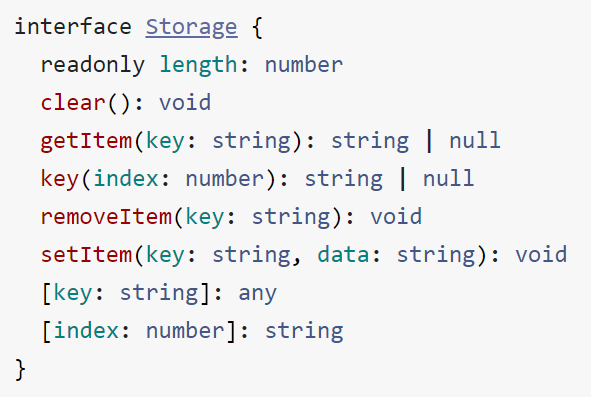 interface Storage {
readonly length: number
clear(): void
getItem(key: string): string | null
key(index: number): string | null
removeItem(key: string): void
setItem(key: string, data: string): void
[key: string]: any
[index: number]: string
}